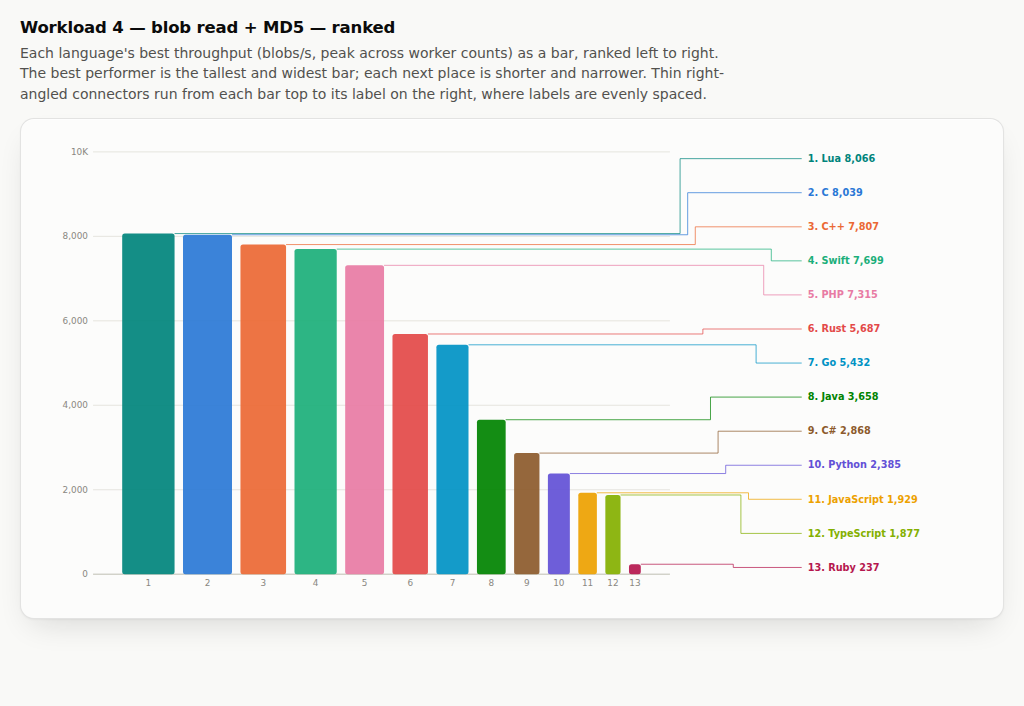 Workload 4 — blob read + MD5 — ranked
Each language's best throughput (blobs/s, peak across worker counts) as a bar, ranked left to right.
The best performer is the tallest and widest bar; each next place is shorter and narrower. Thin right-
angled connectors run from each bar top to its label on the right, where labels are evenly spaced.
10K
8,000
6,000
4,000
2,000
0
1 2 3 4 5 6 7 8 9 10 11 12 13
1. Lua 8,066
2. C 8,039
3. C++ 7,807
4. Swift 7,699
5. PHP 7,315
6. Rust 5,687
7. Go 5,432
8. Java 3,658
9. C# 2,868
10. Python 2,385
11. JavaScript 1,929
12. TypeScript 1,877
13. Ruby 237